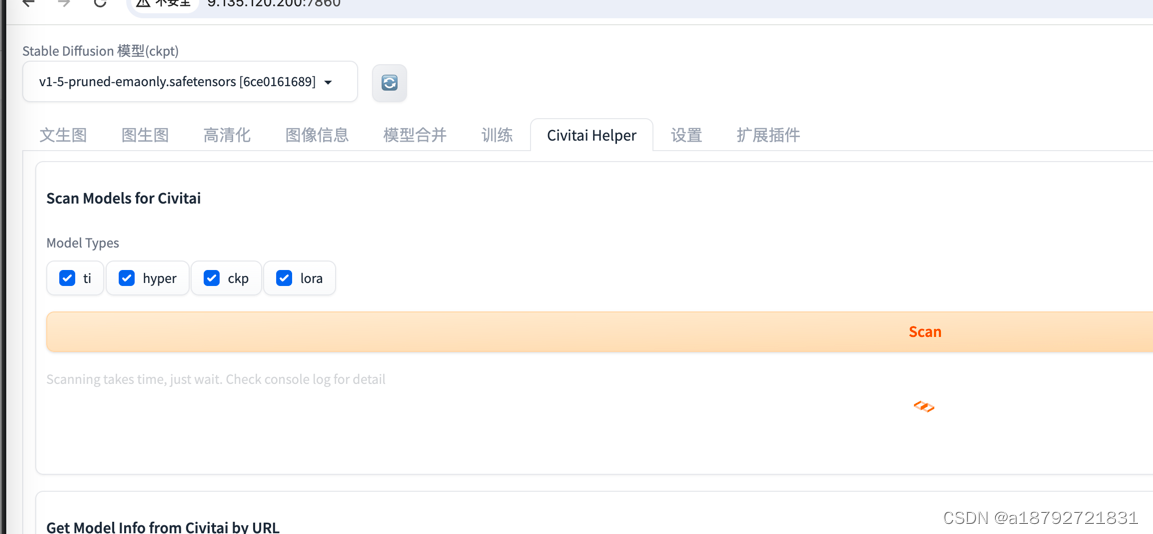 不安全 9.135.120.200:7860
Stable Diffusion 模型(ckpt)
v1-5-pruned-emaonly.safetensors [6ce0161689]
文生图 图生图 高清化 图像信息 模型合并 训练 Civitai Helper 设置 扩展插件
Scan Models for Civitai
Model Types
ti hyper ckp lora
Scan
Scanning takes time, just wait. Check console log for detail
Get Model Info from Civitai by URL
CSDN @a18792721831